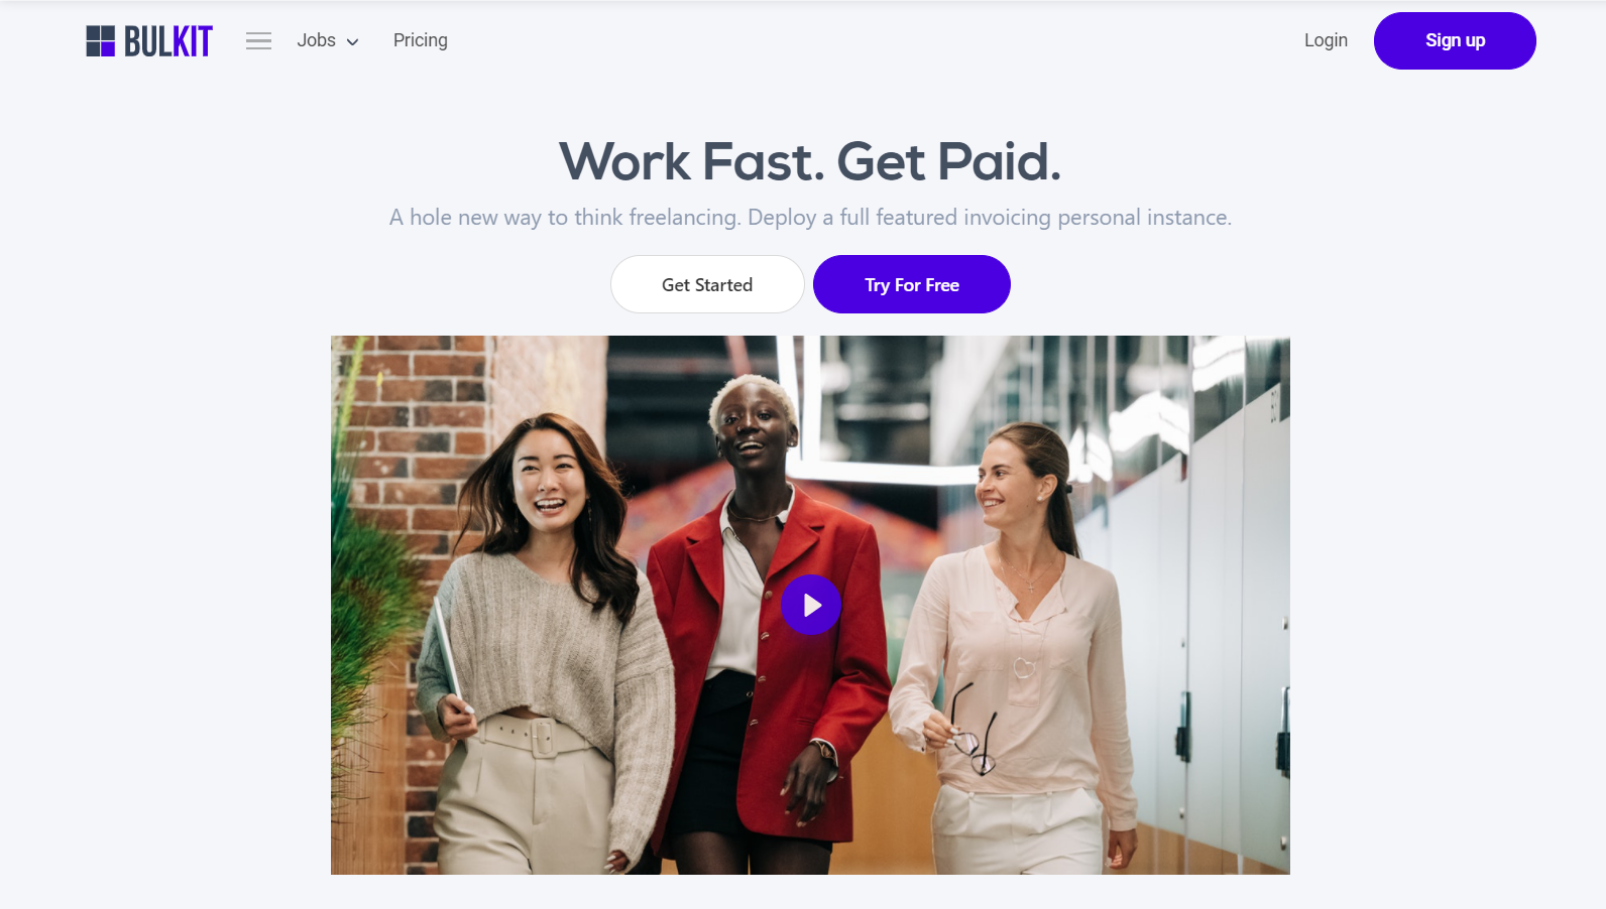 BULKIT
Jobs
Pricing
Login
Sign up
Work Fast. Get Paid.
A hole new way to think freelancing. Deploy a full featured invoicing personal instance.
Get Started
Try For Free